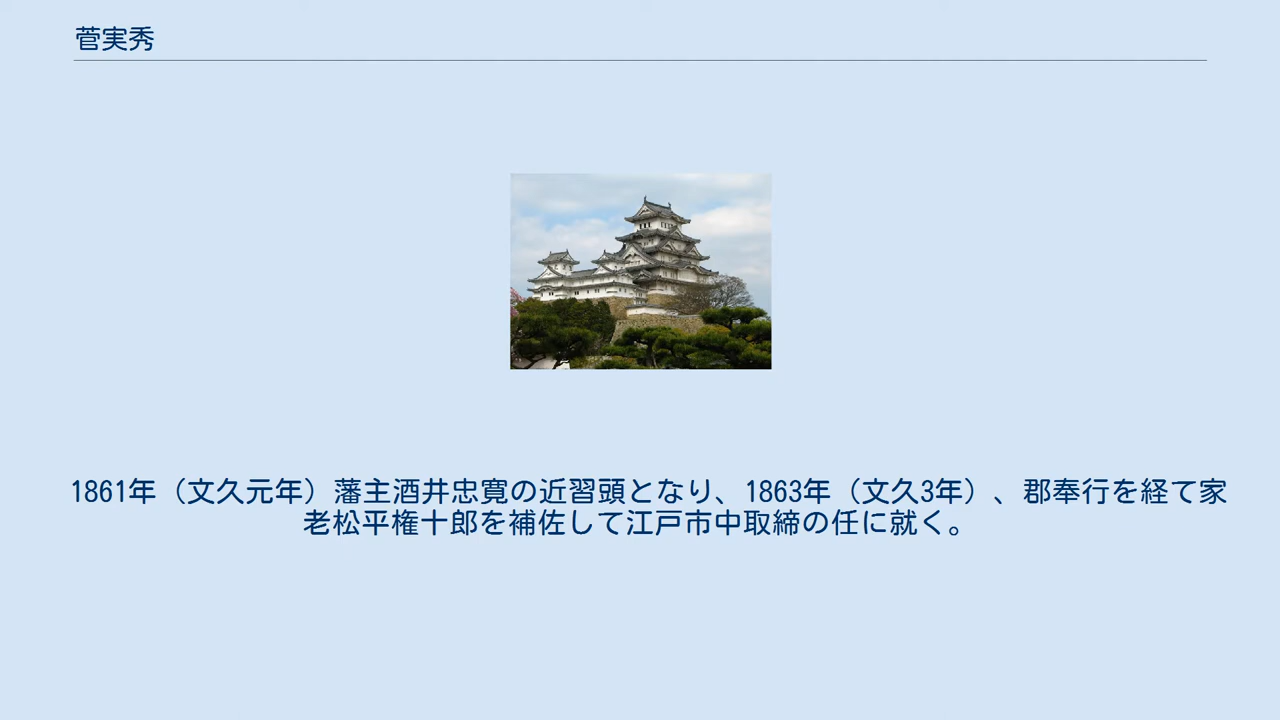 菅実秀
1861年（文久元年）藩主酒井忠寛の近習頭となり、1863年（文久3年）、郡奉行を経て家
老松平権十郎を補佐して江戸市中取締の任に就く。